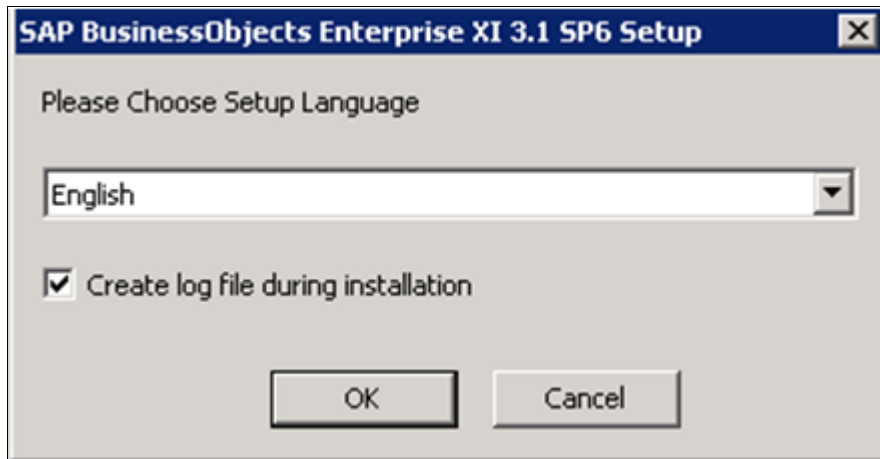 SAP BusinessObjects Enterprise XI 3.1 SP6 Setup
Please Choose Setup Language
English
Create log file during installation
OK Cancel